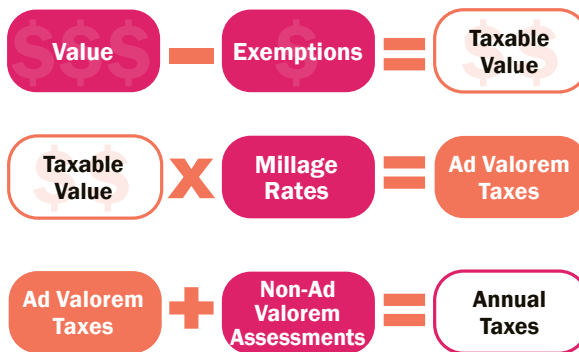 $$$ Value − $ Exemptions = $$ Taxable
Value
$$ Taxable
Value
x Millage
Rates
= Ad Valorem
Taxes
Ad Valorem
Taxes
+ Non-Ad
Valorem
Assessments
= Annual
Taxes